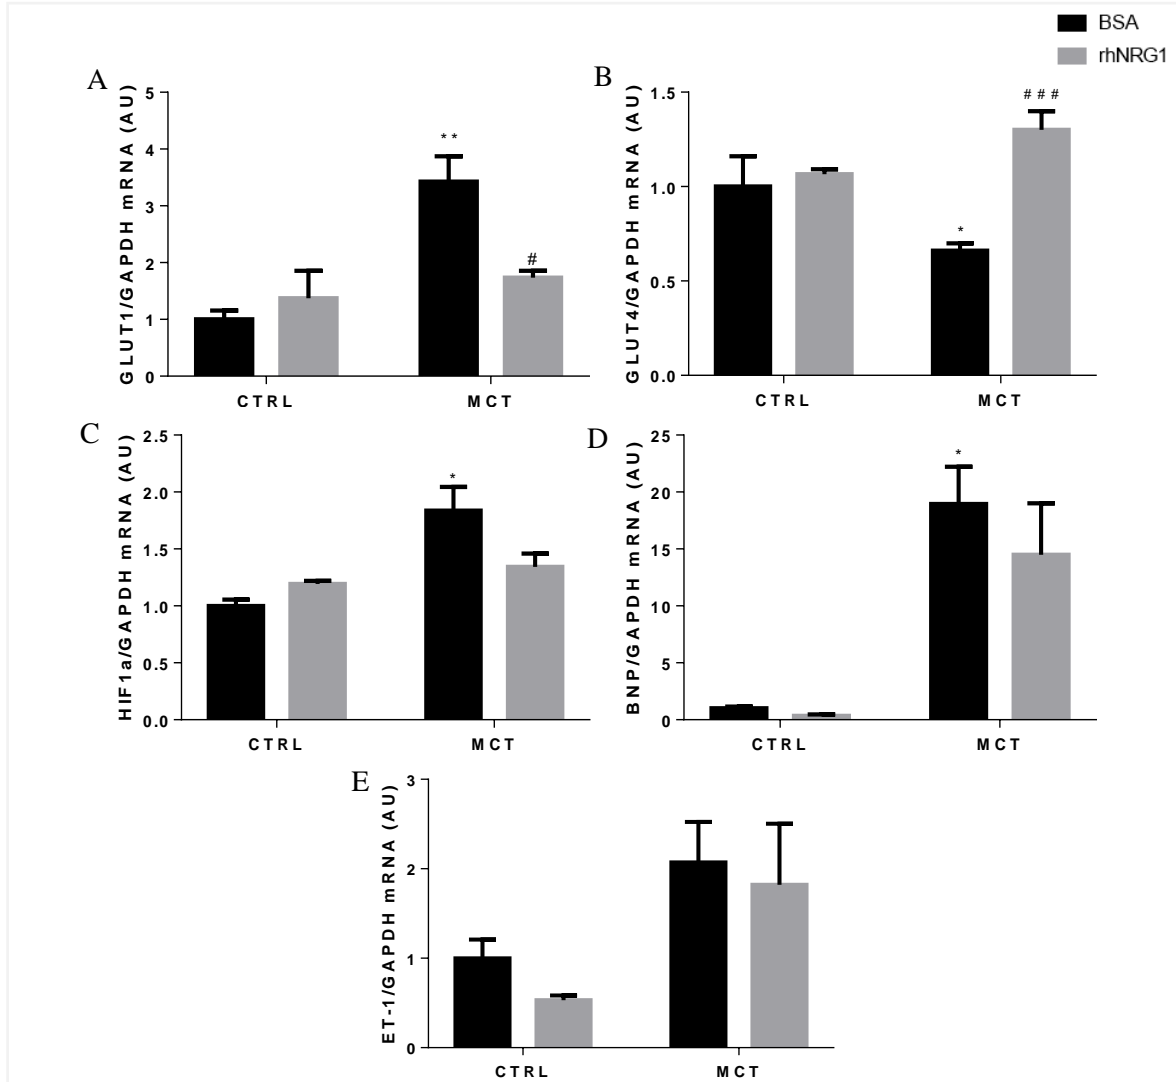 BSA
rhNRG1
A
GLUT1/GAPDH mRNA (AU)
5
4
3
2
1
0
* *
#
CTRL
MCT
B
GLUT4/GAPDH mRNA (AU)
1.5
1.0
0.5
0.0
*
# # #
CTRL
MCT
C
HIF1a/GAPDH mRNA (AU)
2.5
2.0
1.5
1.0
0.5
0.0
*
CTRL
MCT
D
BNP/GAPDH mRNA (AU)
25
20
15
10
5
0
*
CTRL
MCT
E
ET-1/GAPDH mRNA (AU)
3
2
1
0
CTRL
MCT